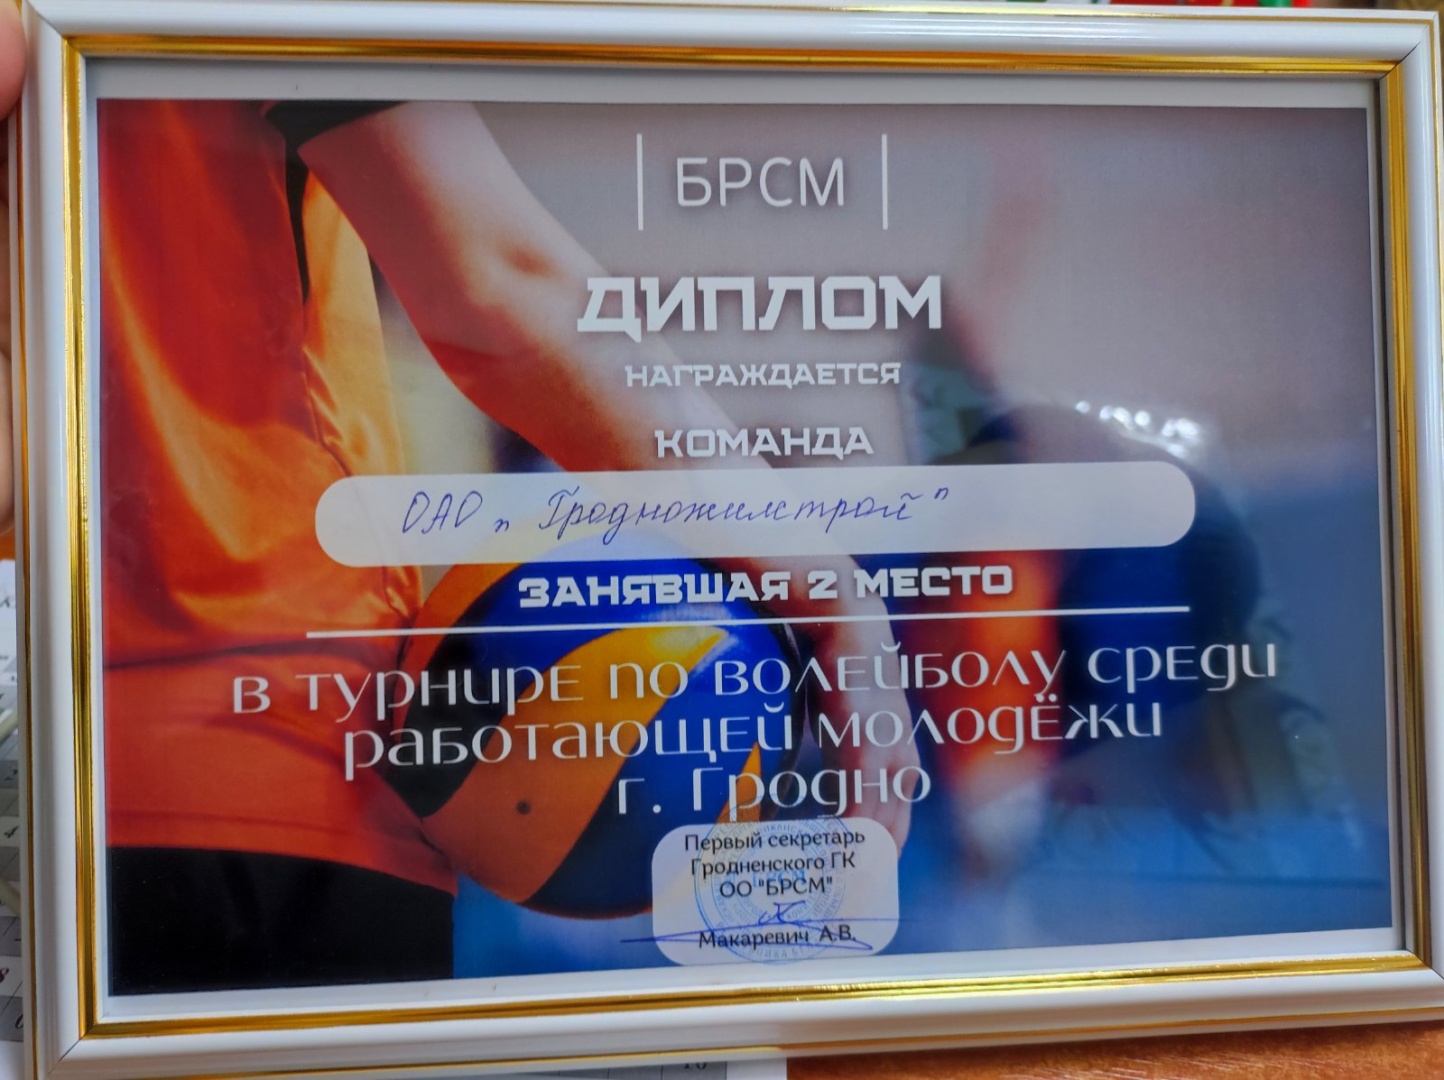 БРСМ
ДИПЛОМ
НАГРАЖДАЕТСЯ
КОМАНДА
ОАО „Гродножилстрой"
ЗАНЯВШАЯ 2 МЕСТО
в турнире по волейболу среди
работающей молодёжи
г. Гродно
Первый секретарь
Гродненского ГК
ОО "БРСМ"
Макаревич А.В.